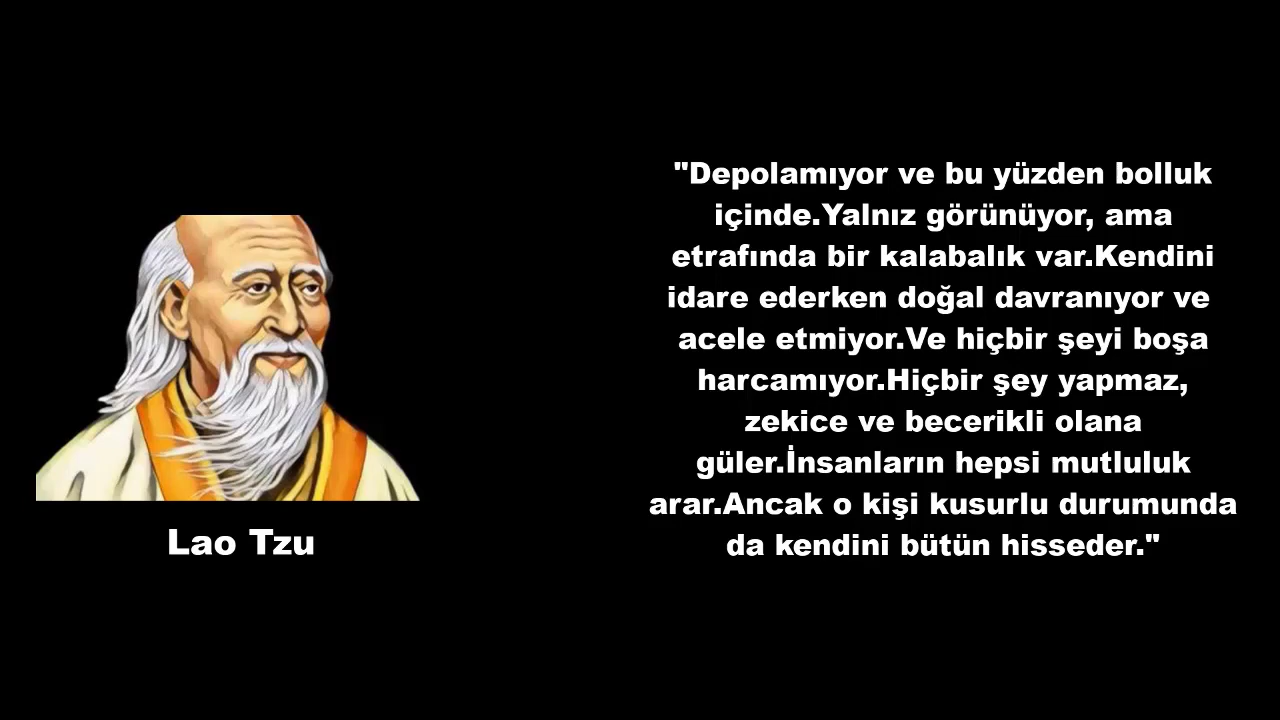 "Depolamıyor ve bu yüzden bolluk
içinde.Yalnız görünüyor, ama
etrafında bir kalabalık var.Kendini
idare ederken doğal davranıyor ve
acele etmiyor.Ve hiçbir şeyi boşa
harcamıyor.Hiçbir şey yapmaz,
zekice ve becerikli olana
güler.İnsanların hepsi mutluluk
arar.Ancak o kişi kusurlu durumunda
da kendini bütün hisseder."
Lao Tzu